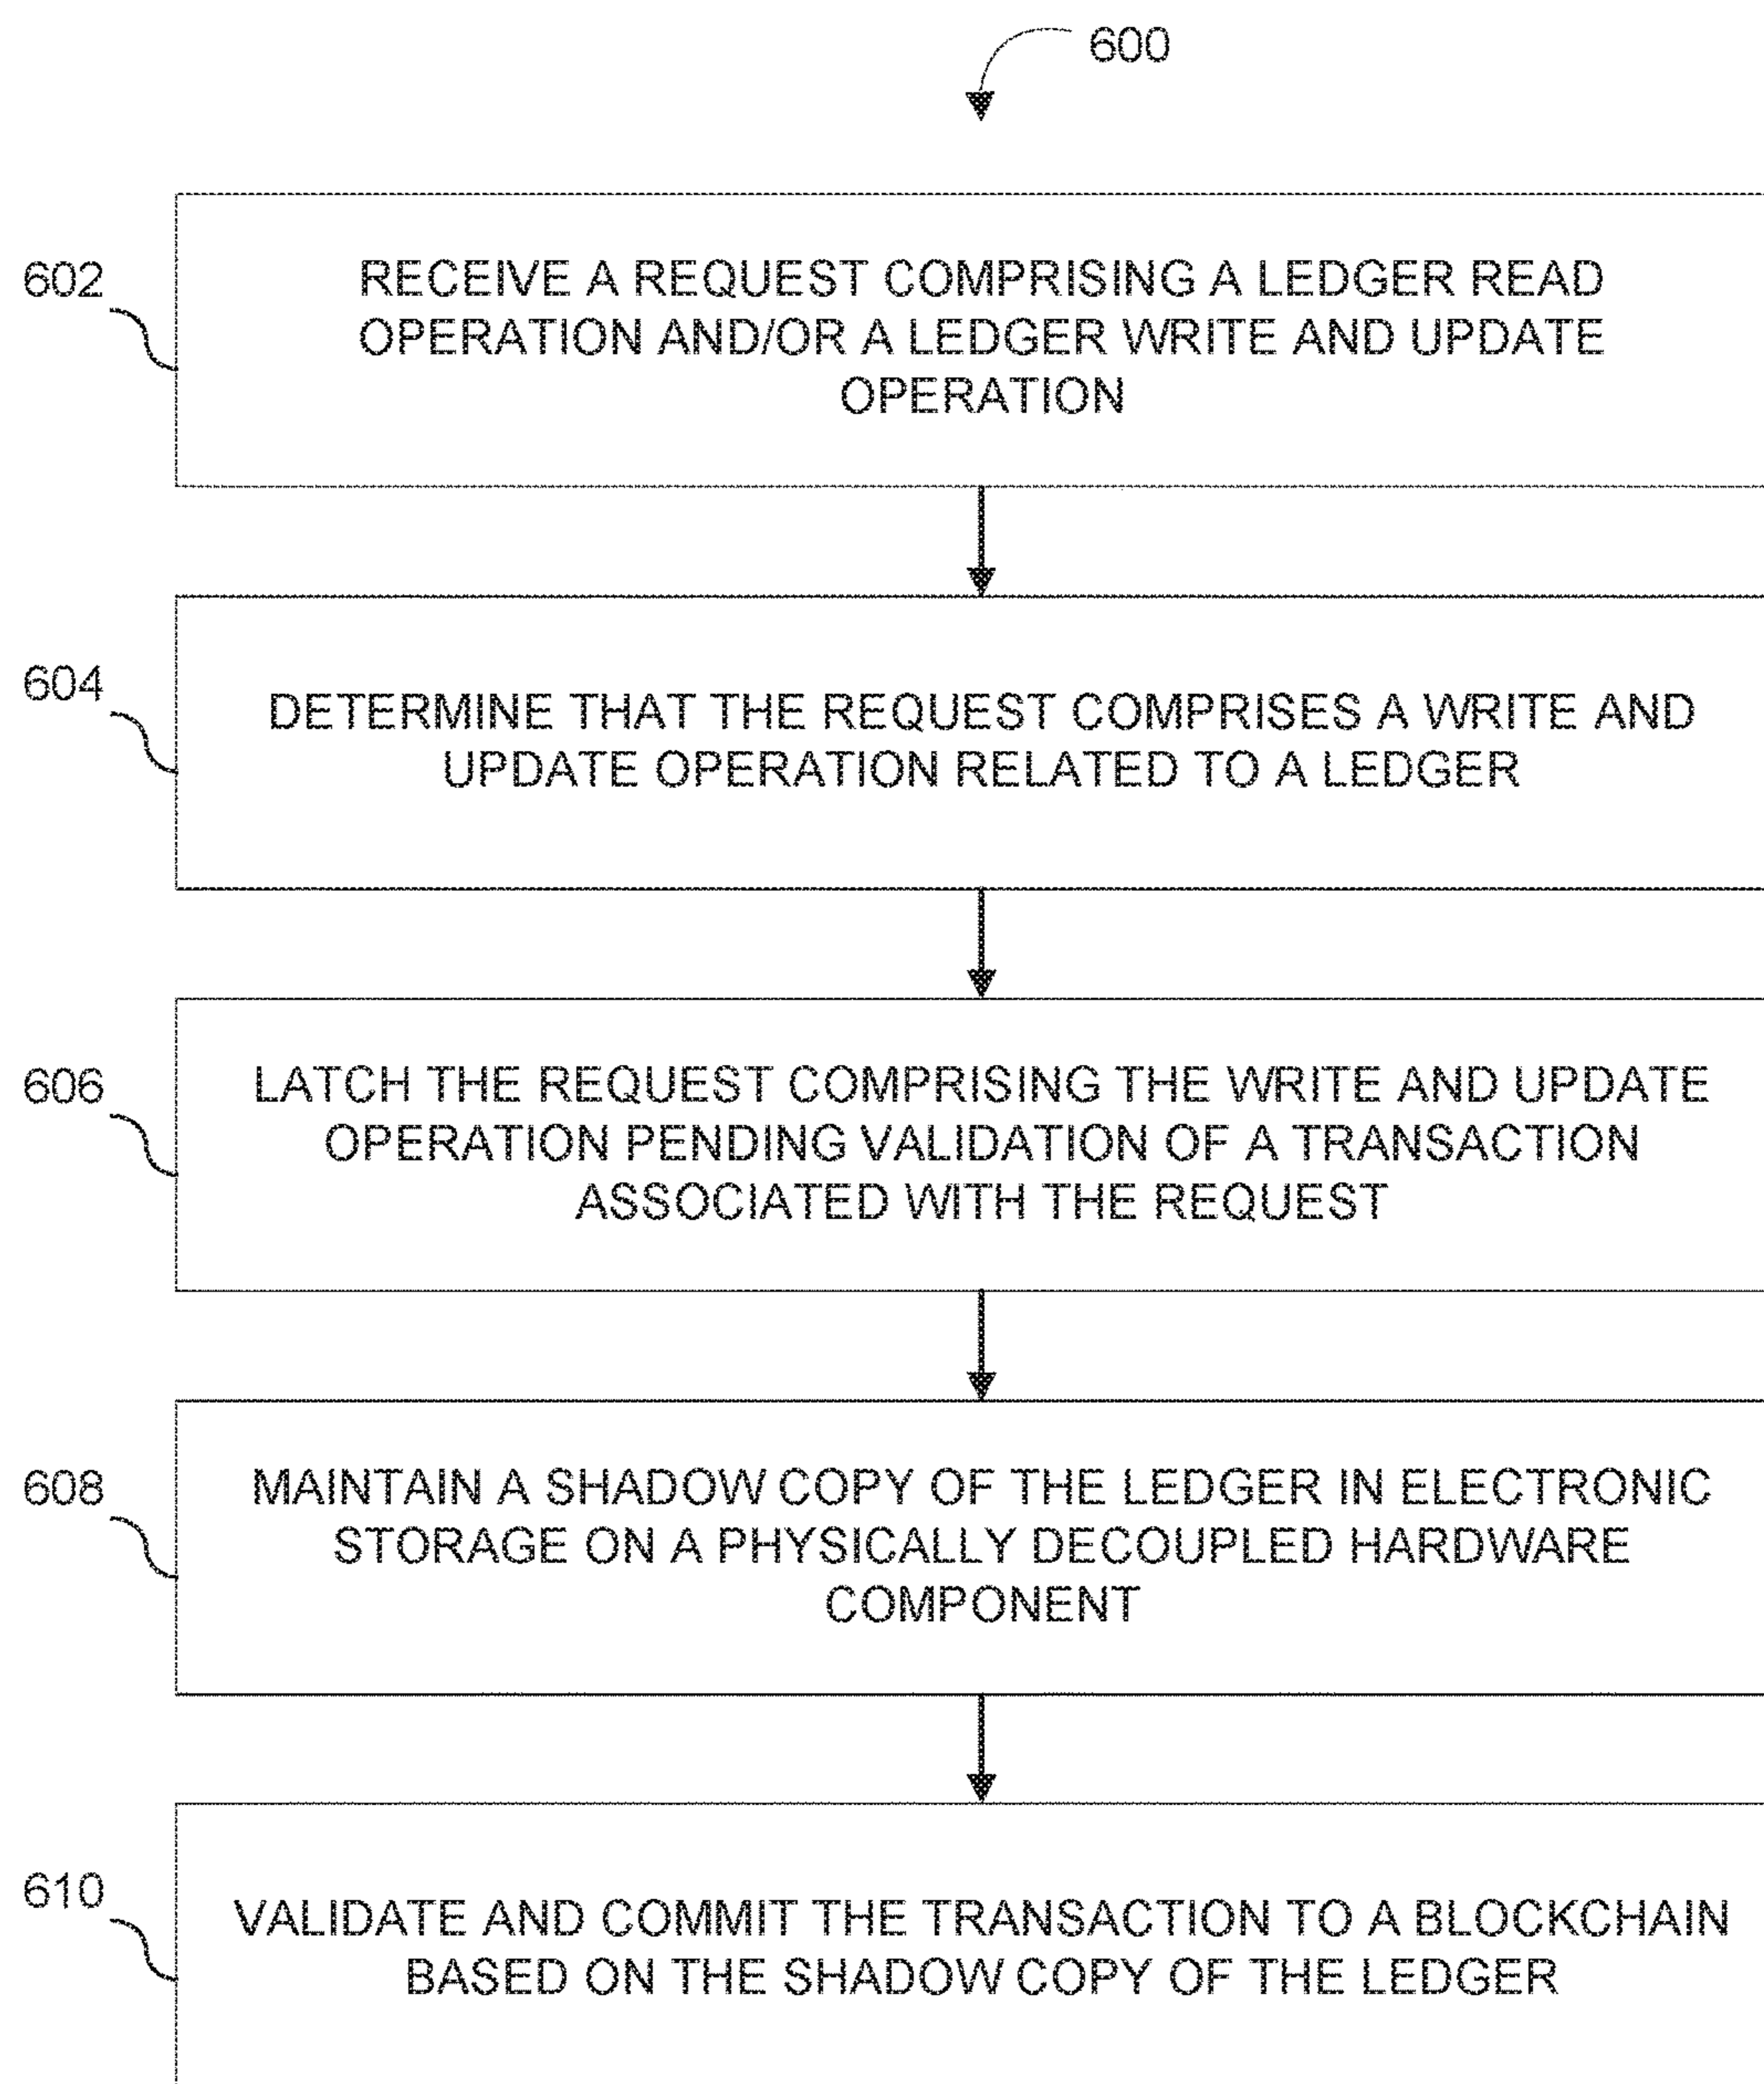 600
602
RECEIVE A REQUEST COMPRISING A LEDGER READ
OPERATION AND/OR A LEDGER WRITE AND UPDATE
OPERATION
604
DETERMINE THAT THE REQUEST COMPRISES A WRITE AND
UPDATE OPERATION RELATED TO A LEDGER
606
LATCH THE REQUEST COMPRISING THE WRITE AND UPDATE
OPERATION PENDING VALIDATION OF A TRANSACTION
ASSOCIATED WITH THE REQUEST
608
MAINTAIN A SHADOW COPY OF THE LEDGER IN ELECTRONIC
STORAGE ON A PHYSICALLY DECOUPLED HARDWARE
COMPONENT
610
VALIDATE AND COMMIT THE TRANSACTION TO A BLOCKCHAIN
BASED ON THE SHADOW COPY OF THE LEDGER